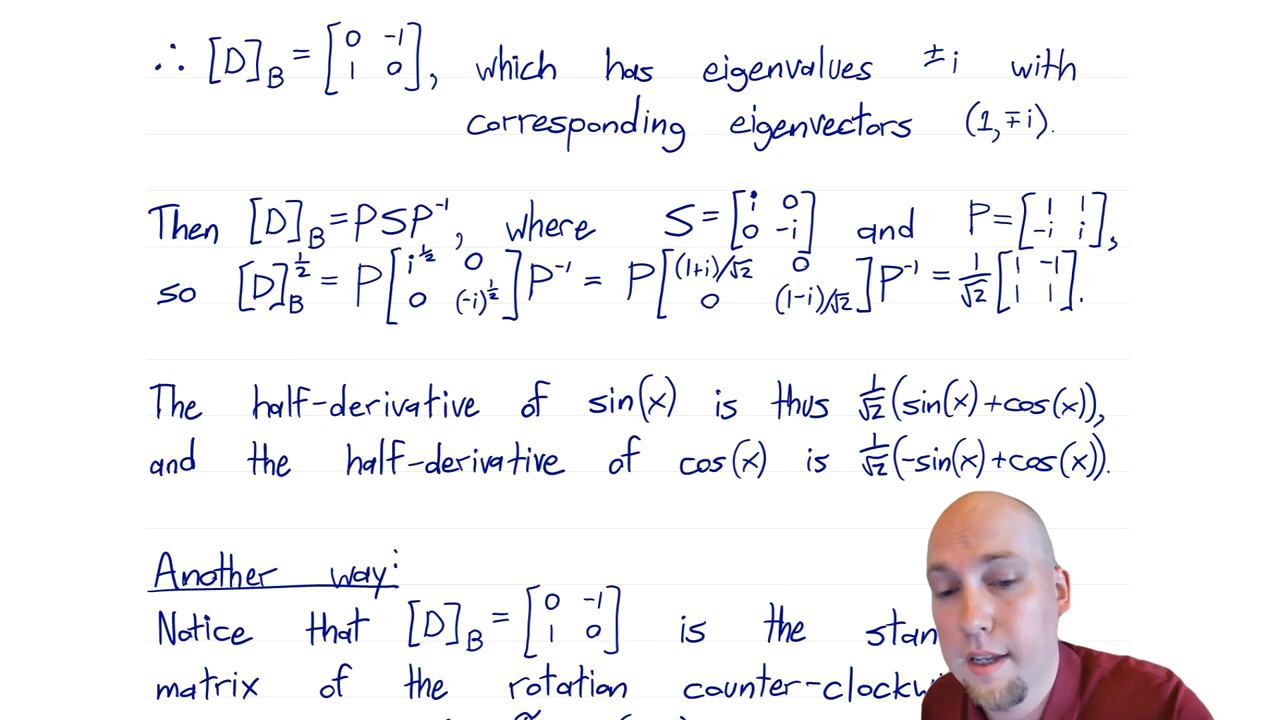 ∴ [D]_B = [0 -1; 1 0], which has eigenvalues ±i with
corresponding eigenvectors (1, ∓i).
Then [D]_B = PSP⁻¹, where S = [i 0; 0 -i] and P = [1 1; -i i],
so [D]_B^½ = P[i^½ 0; 0 (-i)^½]P⁻¹ = P[(1+i)/√2 0; 0 (1-i)/√2]P⁻¹ = 1/√2 [1 -1; 1 1].
The half-derivative of sin(x) is thus 1/√2 (sin(x)+cos(x)),
and the half-derivative of cos(x) is 1/√2 (-sin(x)+cos(x)).
Another way:
Notice that [D]_B = [0 -1; 1 0] is the stan
matrix of the rotation counter-clockw